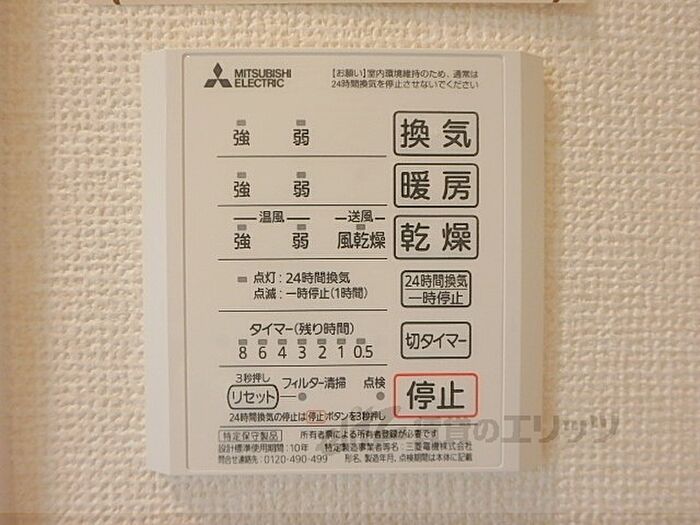 MITSUBISHI
ELECTRIC
【お願い】室内環境維持のため、通常は
24時間換気を停止させないでください
強 弱 換気
強 弱 暖房
温風 送風
強 弱 風乾燥 乾燥
点灯:24時間換気
点滅:一時停止(1時間)
24時間換気
一時停止
タイマー(残り時間)
8 6 4 3 2 1 0.5
切タイマー
3秒押し
リセット フィルター清掃 点検
停止
24時間換気の停止は停止ボタンを3秒押し
特定保守製品 所有者票による所有者登録が必要です
設計標準使用期間:10年 特定製造事業者等名:三菱電機株式会社
問合せ連絡先:0120-490-499 形名、製造年月、点検期間は本体に記載
賃貸のエリッツ